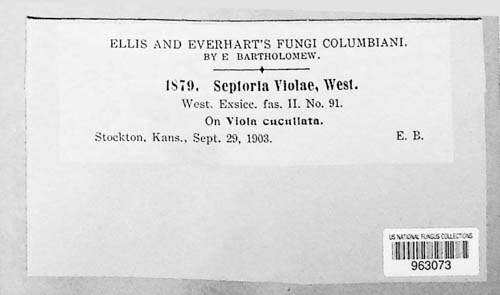 ELLIS AND EVERHART'S FUNGI COLUMBIANI.
BY E BARTHOLOMEW.
1879. Septoria Violae, West.
West. Exsicc. fas. II. No. 91.
On Viola cucullata.
Stockton, Kans., Sept. 29, 1903. E. B.
US NATIONAL FUNGUS COLLECTIONS
963073